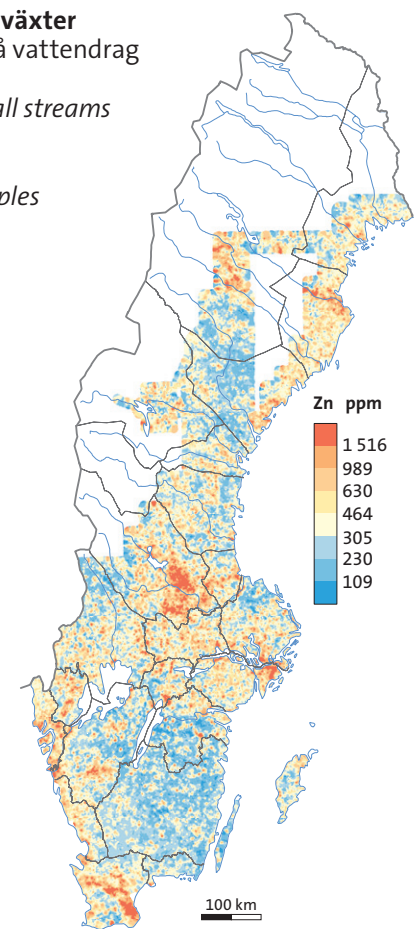 växter
å vattendrag
all streams
ples
Zn ppm
1 516
989
630
464
305
230
109
100 km